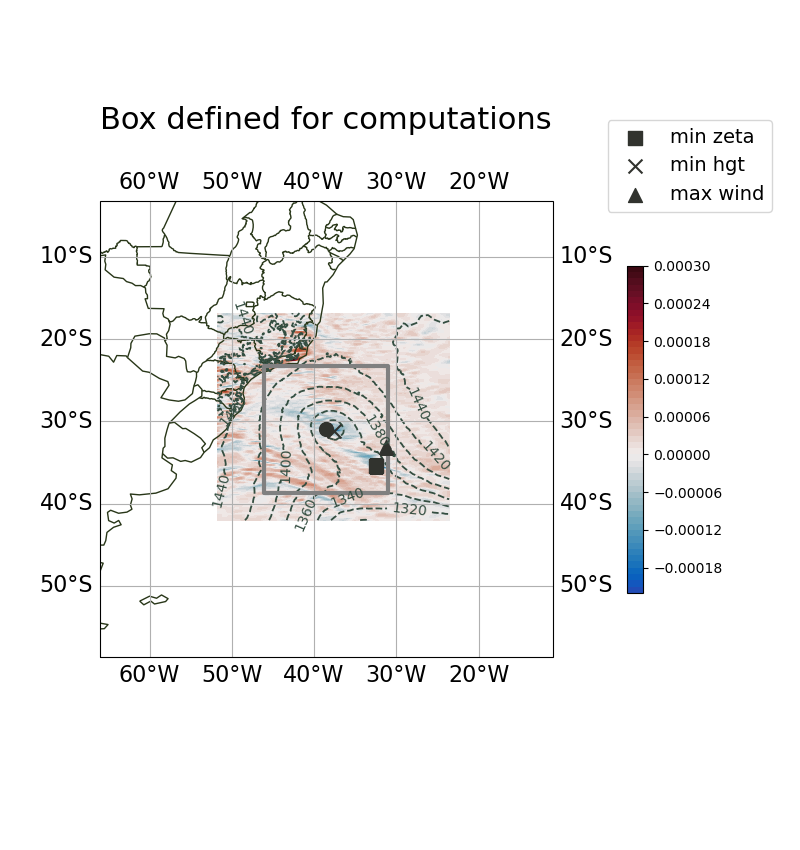 Box defined for computations
min zeta
min hgt
max wind
60°W 50°W 40°W 30°W 20°W
10°S 10°S
20°S 20°S
30°S 30°S
40°S 40°S
50°S 50°S
60°W 50°W 40°W 30°W 20°W
1440
1440
1380
1420
1400
1440
1340
1360
1320
0.00030
0.00024
0.00018
0.00012
0.00006
0.00000
−0.00006
−0.00012
−0.00018